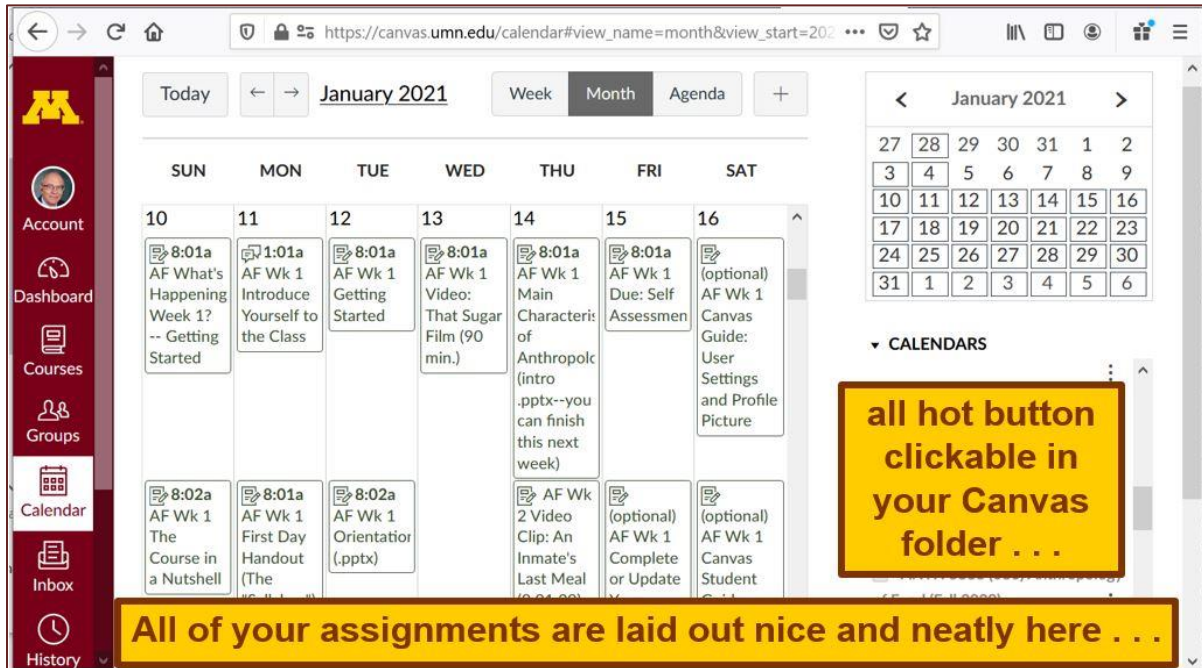 https://canvas.umn.edu/calendar#view_name=month&view_start=202
M
Account
Dashboard
Courses
Groups
Calendar
Inbox
History
Today
January 2021
Week Month Agenda +
SUN MON TUE WED THU FRI SAT
10 11 12 13 14 15 16
8:01a
AF What's
Happening
Week 1?
-- Getting
Started
1:01a
AF Wk 1
Introduce
Yourself to
the Class
8:01a
AF Wk 1
Getting
Started
8:01a
AF Wk 1
Video:
That Sugar
Film (90
min.)
8:01a
AF Wk 1
Main
Characteris
of
Anthropolo
(intro
.pptx--you
can finish
this next
week)
8:01a
AF Wk 1
Due: Self
Assessmen
(optional)
AF Wk 1
Canvas
Guide:
User
Settings
and Profile
Picture
8:02a
AF Wk 1
The
Course in
a Nutshell
8:01a
AF Wk 1
First Day
Handout
(The
8:02a
AF Wk 1
Orientation
(.pptx)
AF Wk
2 Video
Clip: An
Inmate's
Last Meal
(optional)
AF Wk 1
Complete
or Update
(optional)
AF Wk 1
Canvas
Student
January 2021
27 28 29 30 31 1 2
3 4 5 6 7 8 9
10 11 12 13 14 15 16
17 18 19 20 21 22 23
24 25 26 27 28 29 30
31 1 2 3 4 5 6
CALENDARS
all hot button
clickable in
your Canvas
folder . . .
All of your assignments are laid out nice and neatly here . . .